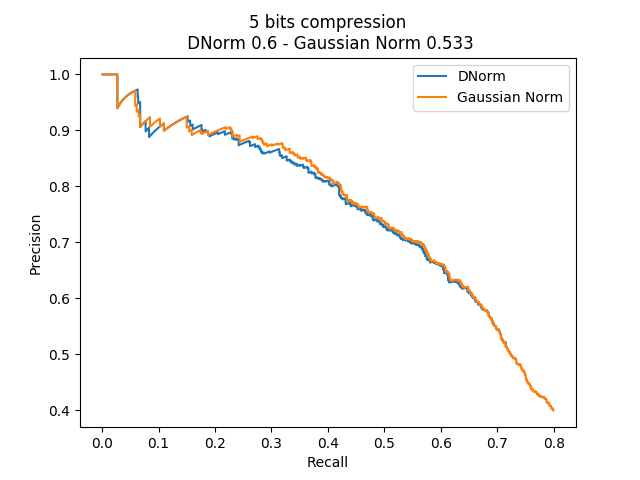 5 bits compression
DNorm 0.6 - Gaussian Norm 0.533
DNorm
Gaussian Norm
1.0
0.9
0.8
0.7
0.6
0.5
0.4
Precision
0.0 0.1 0.2 0.3 0.4 0.5 0.6 0.7 0.8
Recall